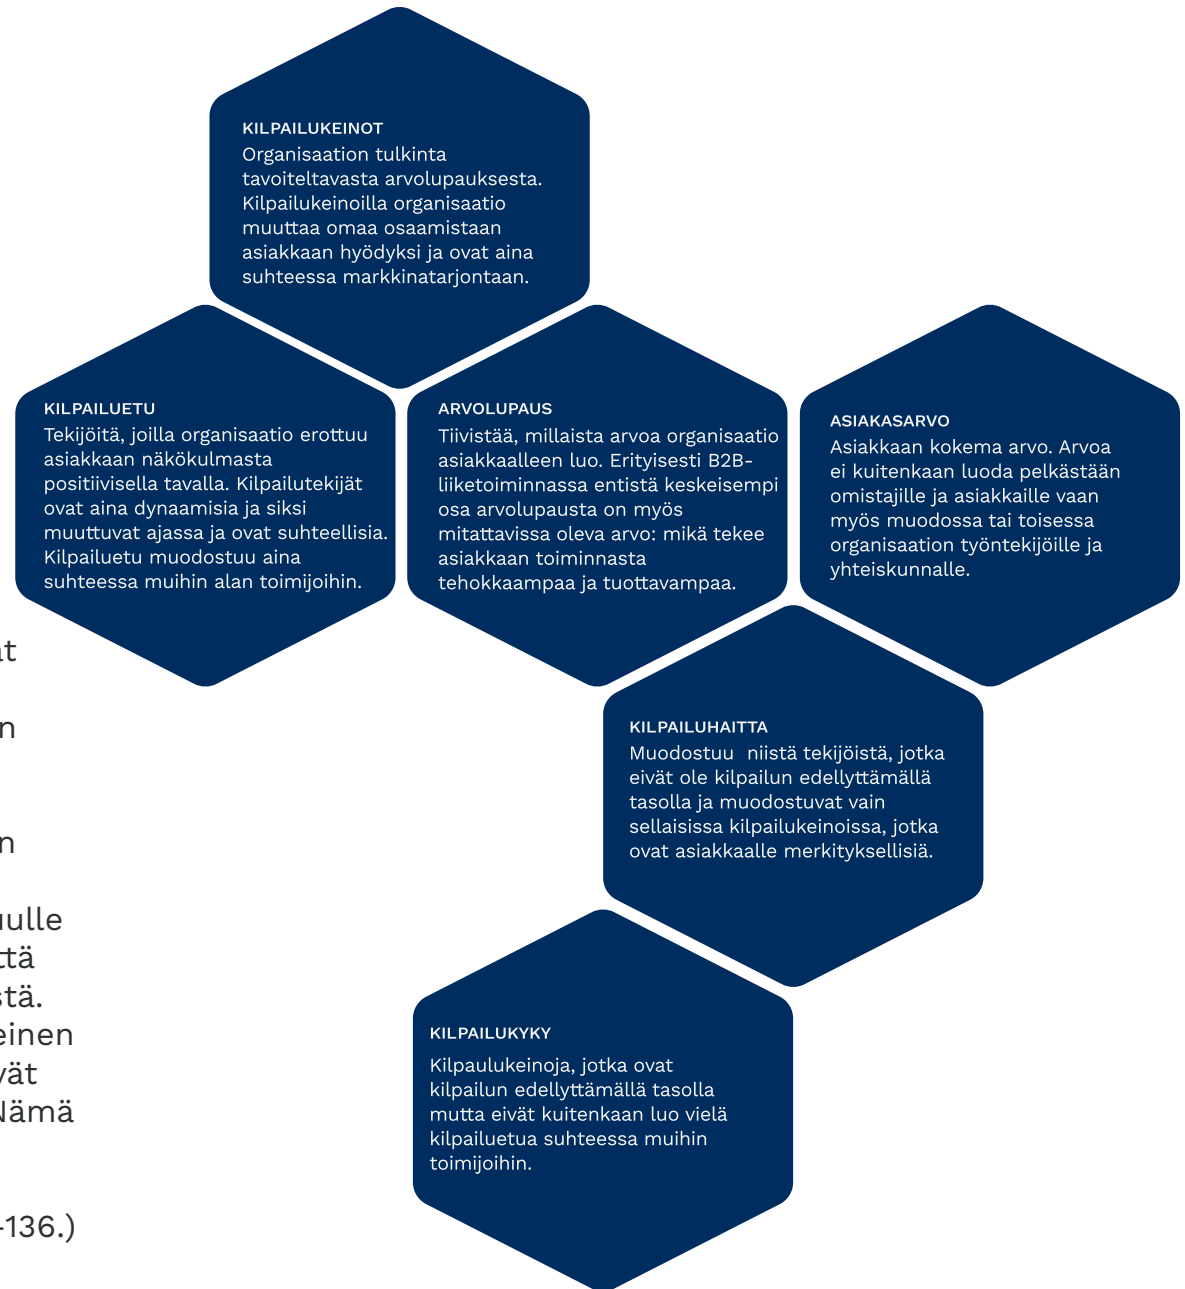 KILPAILUKEINOT
Organisaation tulkinta
tavoiteltavasta arvolupauksesta.
Kilpailukeinoilla organisaatio
muuttaa omaa osaamistaan
asiakkaan hyödyksi ja ovat aina
suhteessa markkinatarjontaan.
KILPAILUETU
Tekijöitä, joilla organisaatio erottuu
asiakkaan näkökulmasta
positiivisella tavalla. Kilpailutekijät
ovat aina dynaamisia ja siksi
muuttuvat ajassa ja ovat suhteellisia.
Kilpailuetu muodostuu aina
suhteessa muihin alan toimijoihin.
ARVOLUPAUS
Tiivistää, millaista arvoa organisaatio
asiakkaalleen luo. Erityisesti B2B-
liiketoiminnassa entistä keskeisempi
osa arvolupausta on myös
mitattavissa oleva arvo: mikä tekee
asiakkaan toiminnasta
tehokkaampaa ja tuottavampaa.
ASIAKASARVO
Asiakkaan kokema arvo. Arvoa
ei kuitenkaan luoda pelkästään
omistajille ja asiakkaille vaan
myös muodossa tai toisessa
organisaation työntekijöille ja
yhteiskunnalle.
KILPAILUHAITTA
Muodostuu  niistä tekijöistä, jotka
eivät ole kilpailun edellyttämällä
tasolla ja muodostuvat vain
sellaisissa kilpailukeinoissa, jotka
ovat asiakkaalle merkityksellisiä.
KILPAILUKYKY
Kilpaulukeinoja, jotka ovat
kilpailun edellyttämällä tasolla
mutta eivät kuitenkaan luo vielä
kilpailuetua suhteessa muihin
toimijoihin.
-136.)